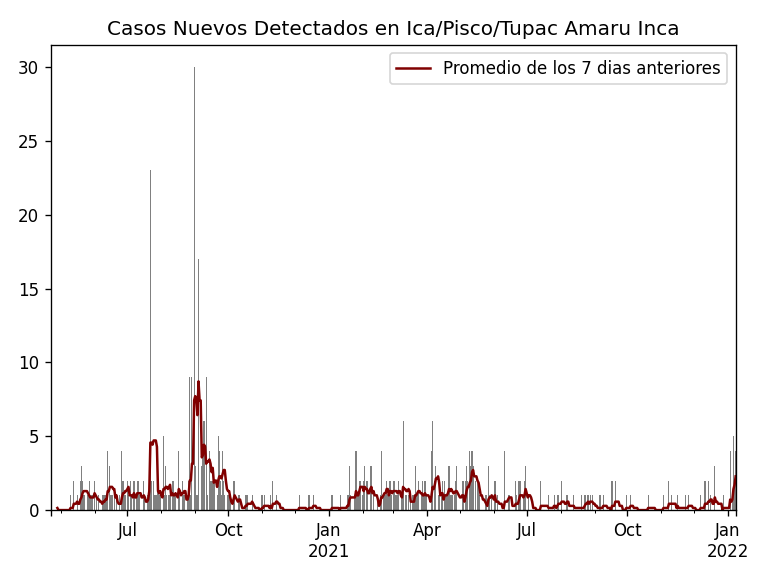 Casos Nuevos Detectados en Ica/Pisco/Tupac Amaru Inca
Promedio de los 7 dias anteriores
30
25
20
15
10
5
0
Jul Oct Jan Apr Jul Oct Jan
2021 2022